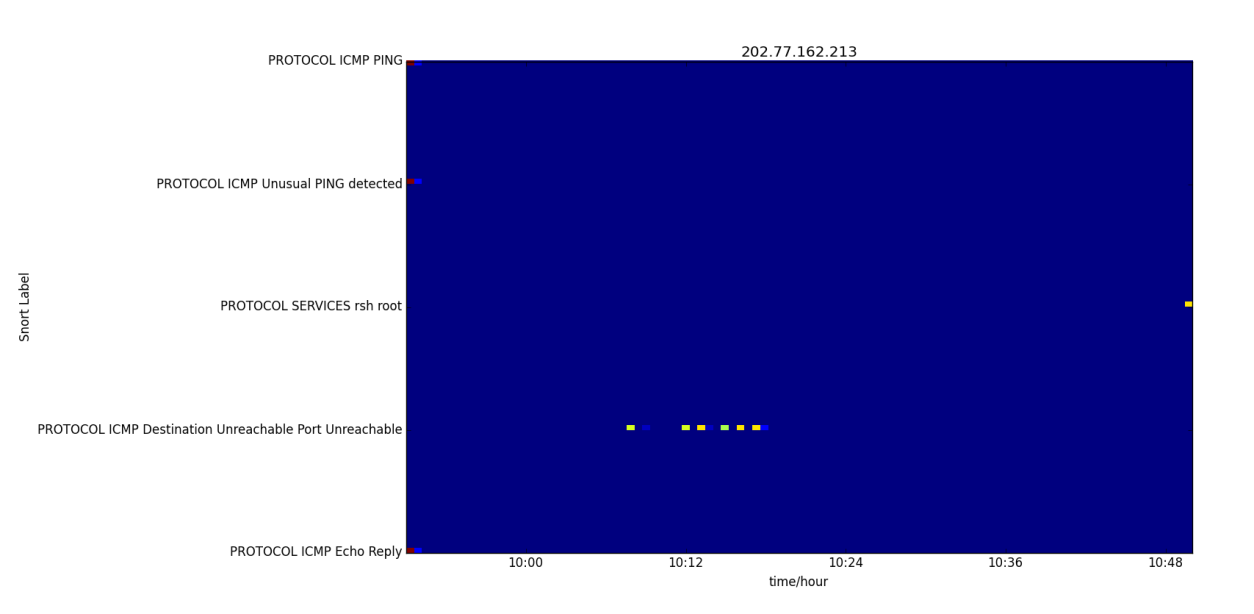 202.77.162.213
PROTOCOL ICMP PING
PROTOCOL ICMP Unusual PING detected
PROTOCOL SERVICES rsh root
PROTOCOL ICMP Destination Unreachable Port Unreachable
PROTOCOL ICMP Echo Reply
Snort Label
10:00 10:12 10:24 10:36 10:48
time/hour